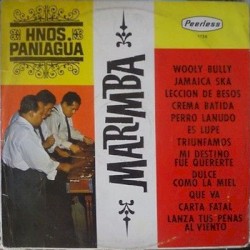 HNOS.
PANIAGUA
Peerless
MARIMBA
WOOLY BULLY
JAMAICA SKA
LECCION DE BESOS
CREMA BATIDA
PERRO LANUDO
ES LUPE
TRIUNFAMOS
MI DESTINO
FUE QUERERTE
DULCE
COMO LA MIEL
QUE VA
CARTA FATAL
LANZA TUS PENAS
AL VIENTO